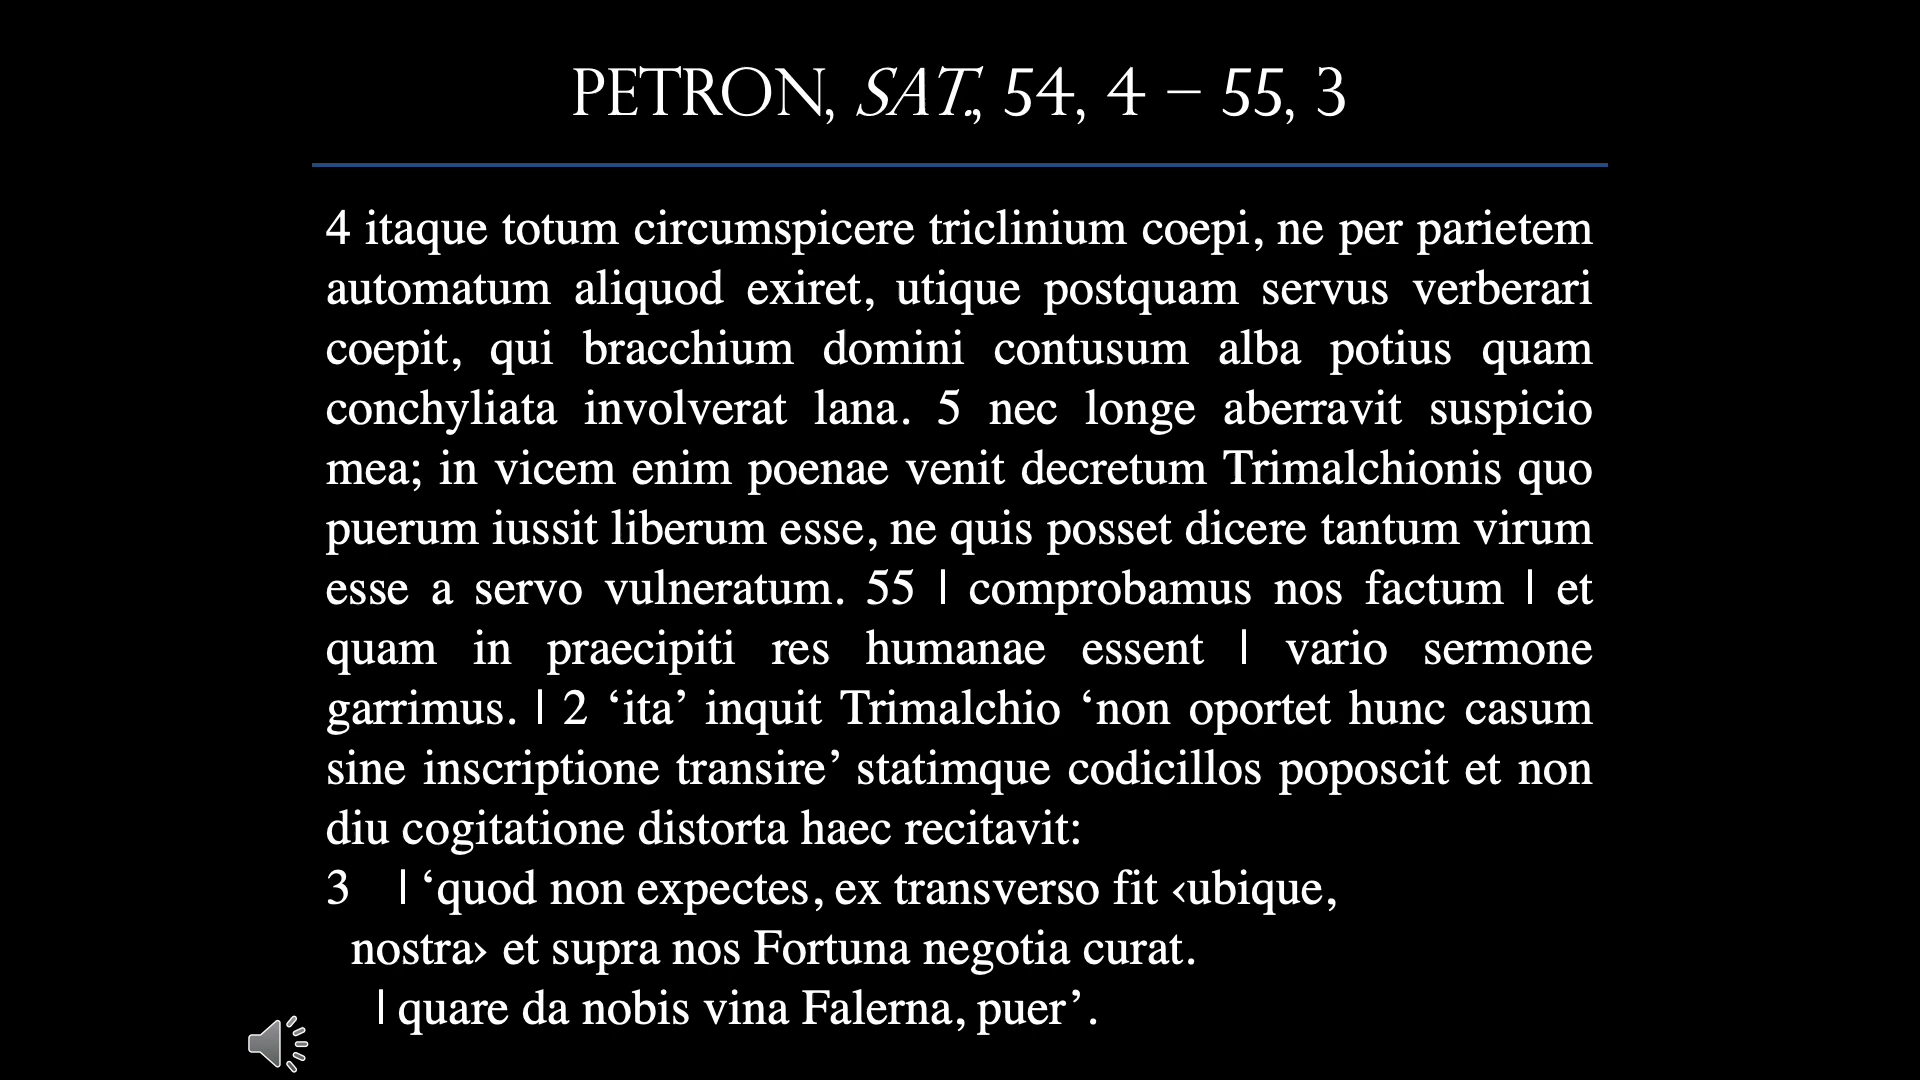 PETRON, SAT., 54, 4 – 55, 3
4 itaque totum circumspicere triclinium coepi, ne per parietem
automatum aliquod exiret, utique postquam servus verberari
coepit, qui bracchium domini contusum alba potius quam
conchyliata involverat lana. 5 nec longe aberravit suspicio
mea; in vicem enim poenae venit decretum Trimalchionis quo
puerum iussit liberum esse, ne quis posset dicere tantum virum
esse a servo vulneratum. 55 | comprobamus nos factum | et
quam in praecipiti res humanae essent | vario sermone
garrimus. | 2 ‘ita’ inquit Trimalchio ‘non oportet hunc casum
sine inscriptione transire’ statimque codicillos poposcit et non
diu cogitatione distorta haec recitavit:
3 | ‘quod non expectes, ex transverso fit ‹ubique,
nostra› et supra nos Fortuna negotia curat.
| quare da nobis vina Falerna, puer’.